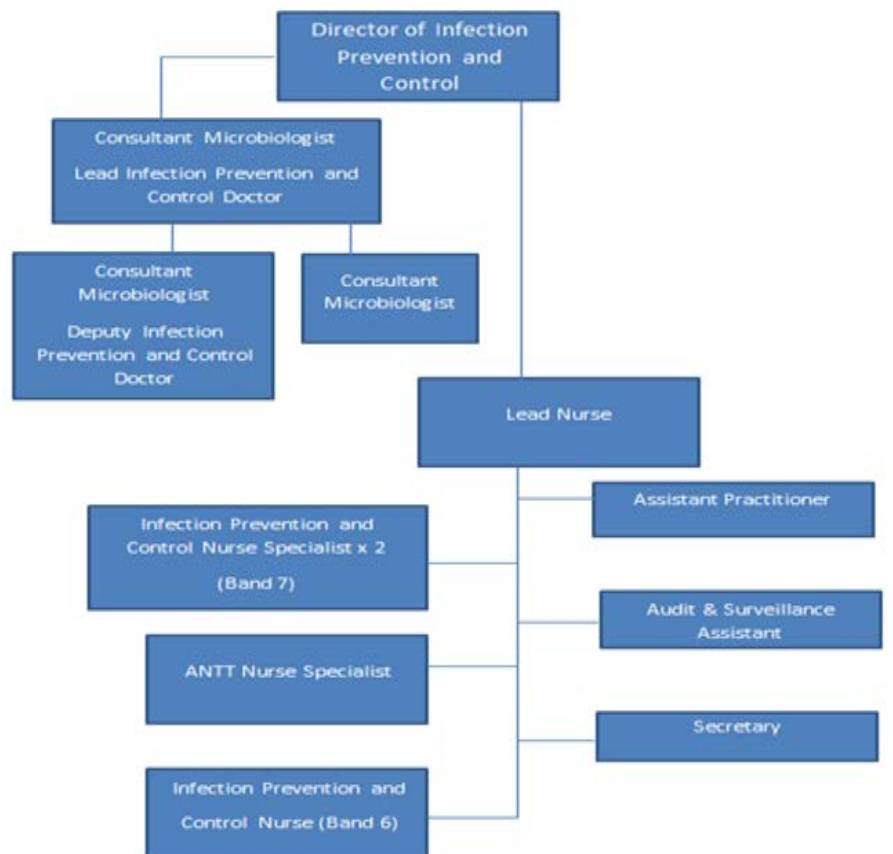 Director of Infection
Prevention and
Control
Consultant Microbiologist
Lead Infection Prevention and
Control Doctor
Consultant
Microbiologist
Deputy Infection
Prevention and Control
Doctor
Consultant
Microbiologist
Lead Nurse
Assistant Practitioner
Infection Prevention and
Control Nurse Specialist x 2
(Band 7)
Audit & Surveillance
Assistant
ANTT Nurse Specialist
Secretary
Infection Prevention and
Control Nurse (Band 6)